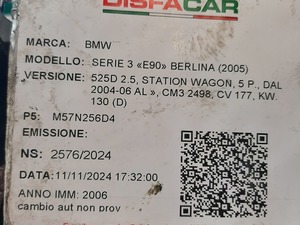 DISFACAR
MARCA: BMW
MODELLO: SERIE 3 «E90» BERLINA (2005)
VERSIONE: 525D 2.5, STATION WAGON, 5 P., DAL
2004-06 AL », CM3 2498, CV 177, KW.
130 (D)
P5: M57N256D4
EMISSIONE:
NS: 2576/2024
DATA: 11/11/2024 17:32:00
ANNO IMM: 2006
cambio aut non prov